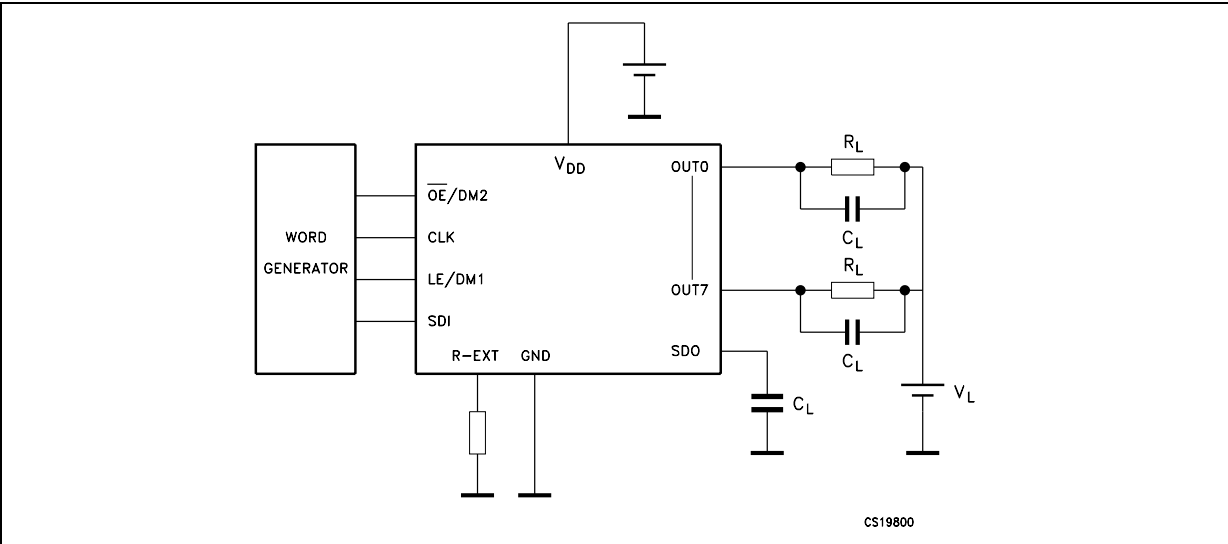 V_DD
OUT0
R_L
O̅E̅/DM2
WORD
GENERATOR
CLK
C_L
LE/DM1
OUT7
R_L
SDI
C_L
R-EXT
GND
SDO
C_L
V_L
CS19800